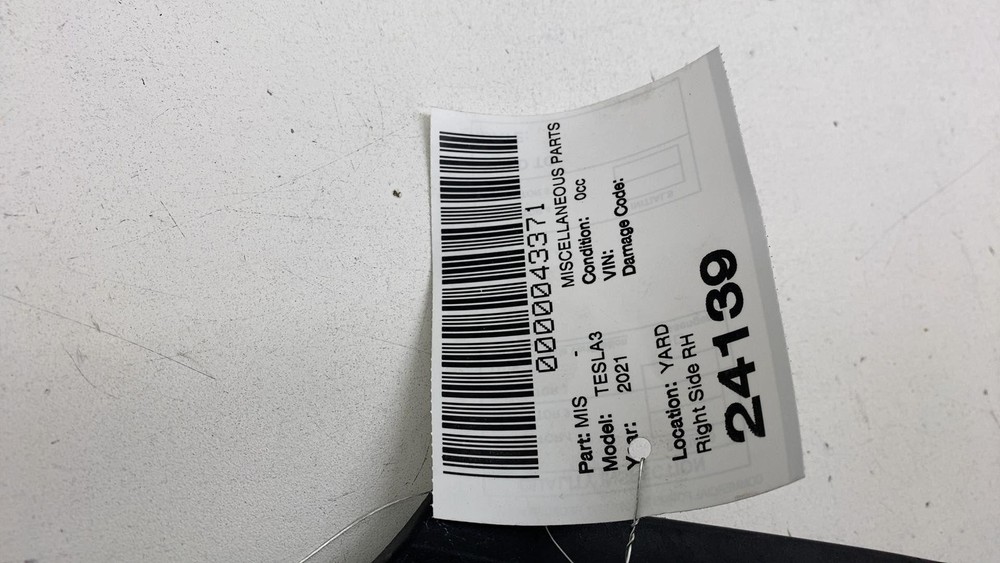 0000043371
MISCELLANEOUS PARTS
Part: MIS - Condition: 0cc
Model: TESLA3 VIN:
Year: 2021 Damage Code:
Location: YARD
Right Side RH
24139